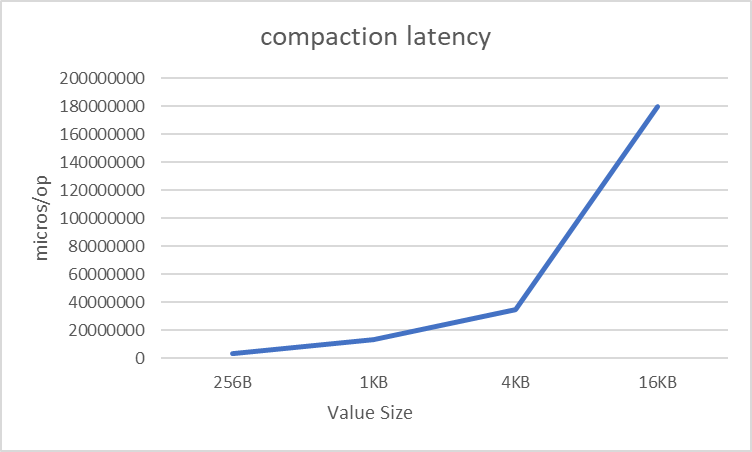 compaction latency
200000000
180000000
160000000
140000000
120000000
100000000
80000000
60000000
40000000
20000000
0
micros/op
256B 1KB 4KB 16KB
Value Size